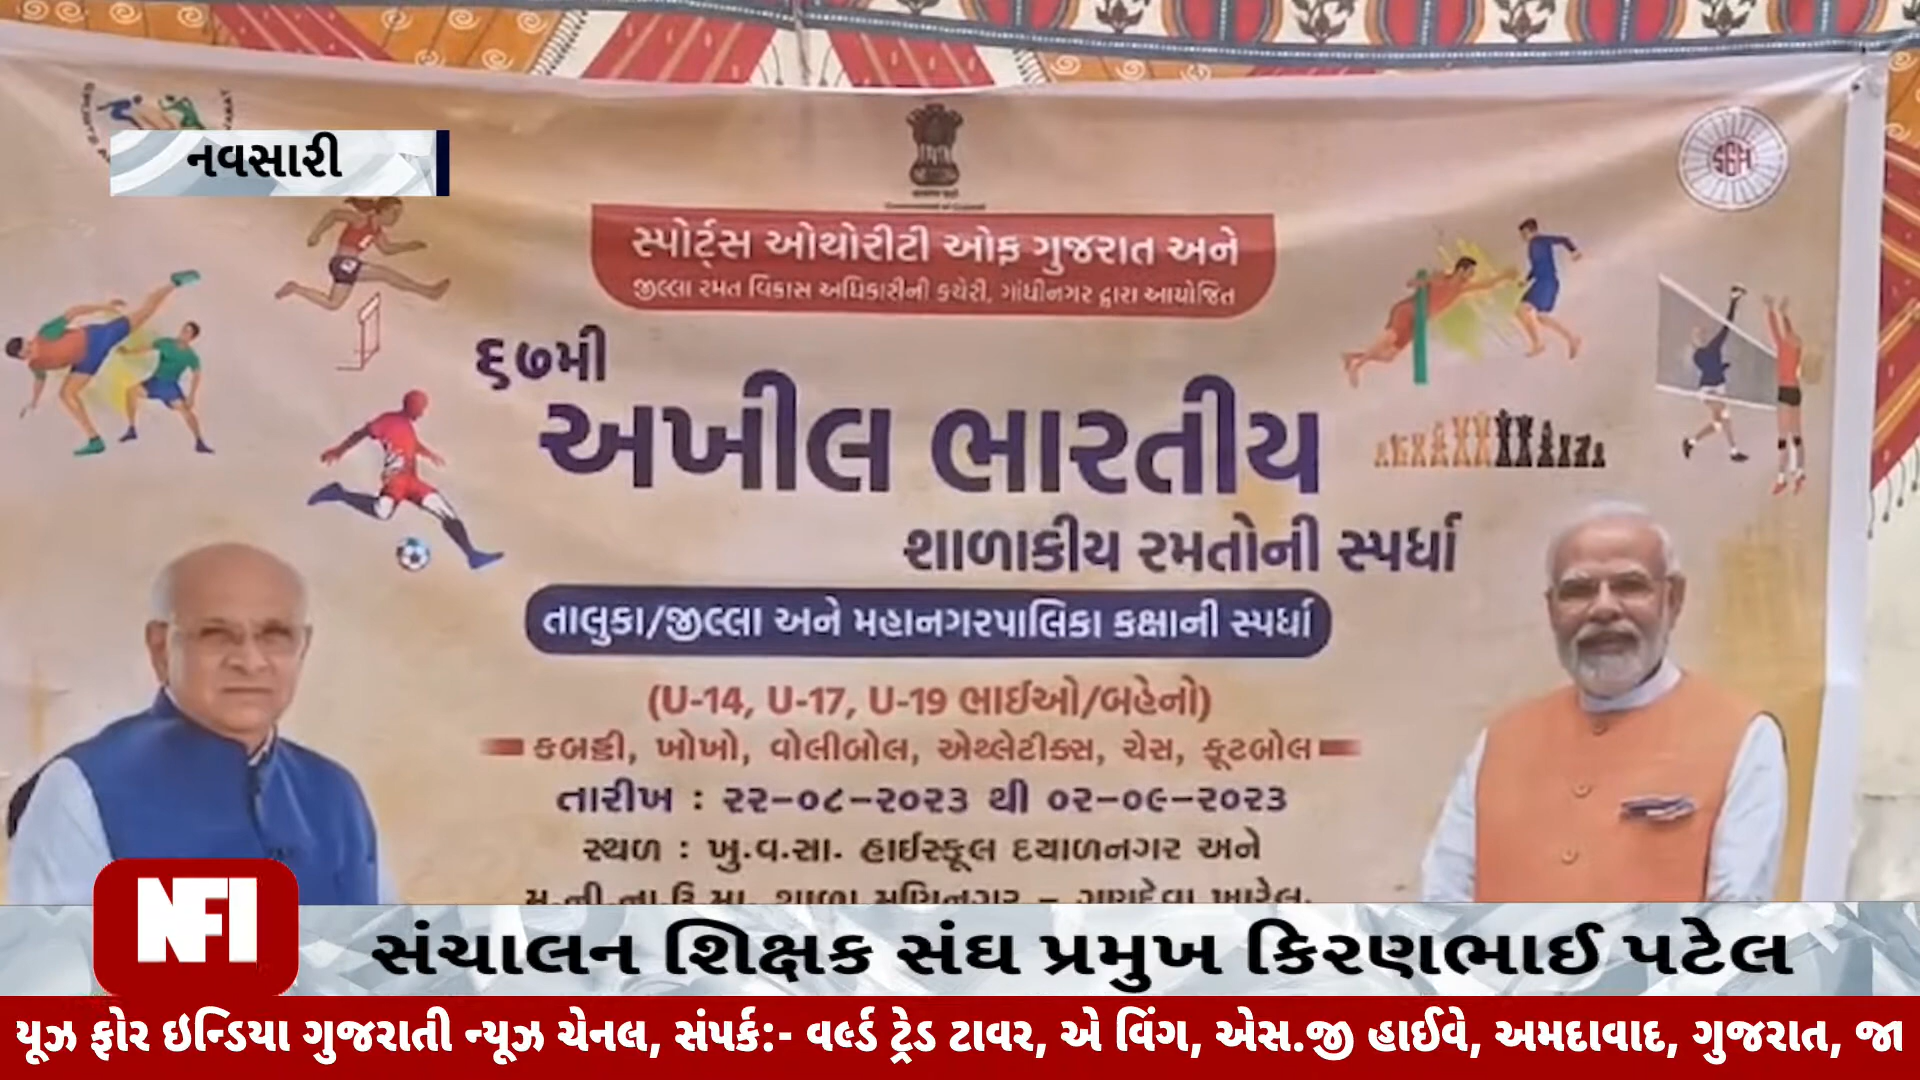 નવસારી
SGH
સ્પોર્ટ્સ ઓથોરીટી ઓફ ગુજરાત અને
જીલ્લા રમત વિકાસ અધિકારીની કચેરી, ગાંધીનગર દ્વારા આયોજિત
૬૭મી
અખીલ ભારતીય
શાળાકીય રમતોની સ્પર્ધા
તાલુકા/જીલ્લા અને મહાનગરપાલિકા કક્ષાની સ્પર્ધા
(U-14, U-17, U-19 ભાઈઓ/બહેનો)
કબડ્ડી, ખોખો, વોલીબોલ, એથ્લેટીક્સ, ચેસ, ફૂટબોલ
તારીખ : ૨૨-૦૮-૨૦૨૩ થી ૦૨-૦૯-૨૦૨૩
સ્થળ : ખુ.વ.સા. હાઈસ્કૂલ દયાળનગર અને
NFI
સંચાલન શિક્ષક સંઘ પ્રમુખ કિરણભાઈ પટેલ
યૂઝ ફોર ઇન્ડિયા ગુજરાતી ન્યૂઝ ચેનલ, સંપર્ક:- વર્લ્ડ ટ્રેડ ટાવર, એ વિંગ, એસ.જી હાઈવે, અમદાવાદ, ગુજરાત, જા